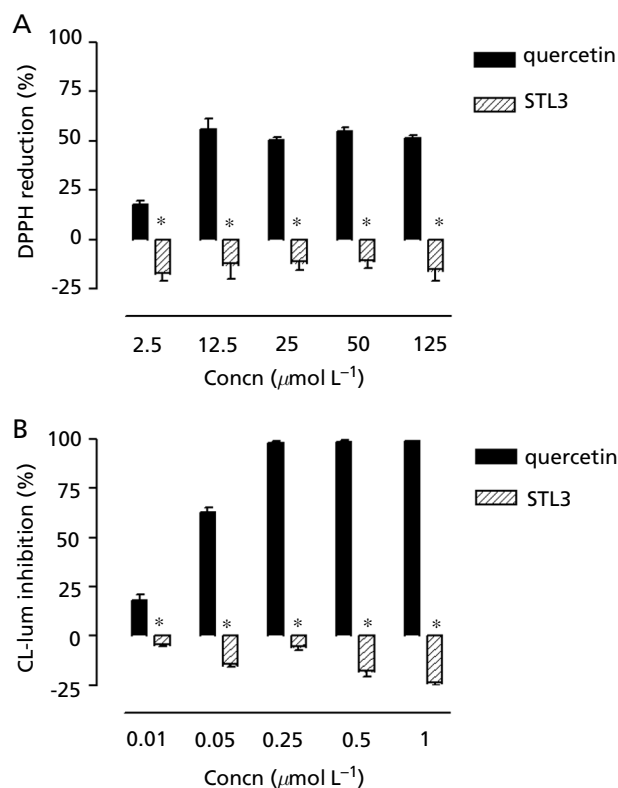 A
100
75
50
25
0
-25
DPPH reduction (%)
quercetin
STL3
* * * * *
2.5 12.5 25 50 125
Concn (μmol L⁻¹)
B
100
75
50
25
0
-25
CL-lum inhibition (%)
quercetin
STL3
* * * * *
0.01 0.05 0.25 0.5 1
Concn (μmol L⁻¹)